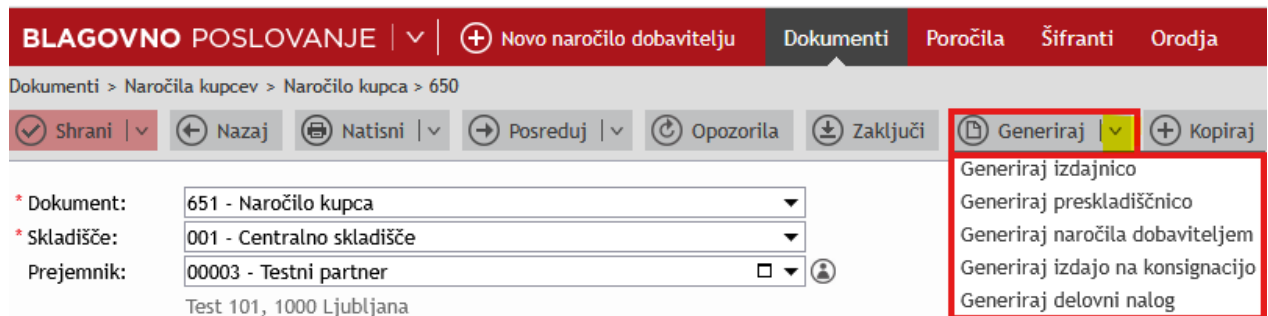 BLAGOVNO POSLOVANJE Novo naročilo dobavitelju Dokumenti Poročila Šifranti Orodja
Dokumenti > Naročila kupcev > Naročilo kupca > 650
Shrani Nazaj Natisni Posreduj Opozorila Zaključi Generiraj Kopiraj
Generiraj izdajnico
* Dokument: 651 - Naročilo kupca Generiraj preskladiščnico
* Skladišče: 001 - Centralno skladišče Generiraj naročila dobaviteljem
Prejemnik: 00003 - Testni partner Generiraj izdajo na konsignacijo
Test 101, 1000 Ljubljana Generiraj delovni nalog